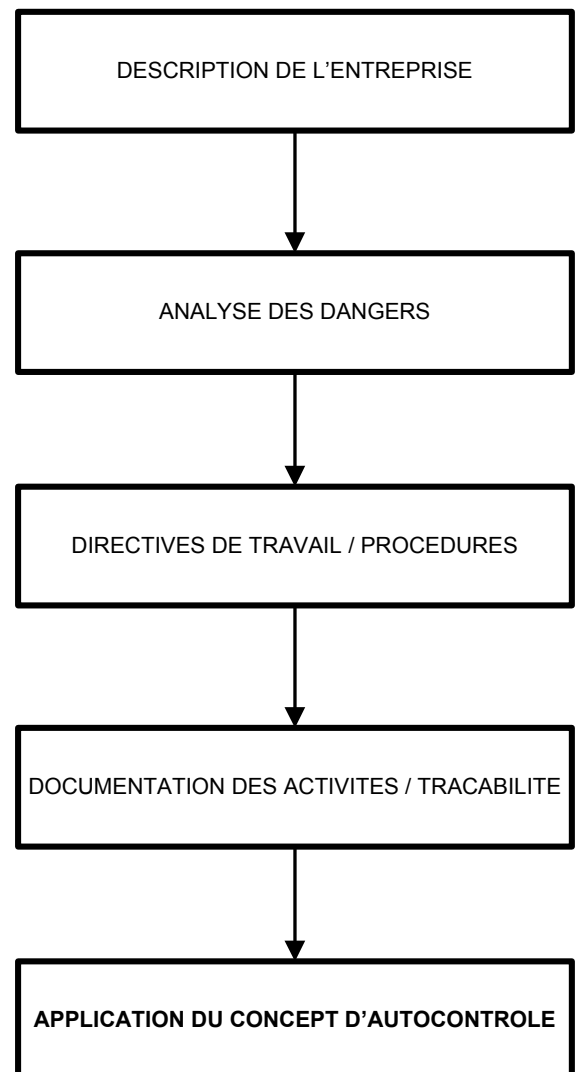 DESCRIPTION DE L’ENTREPRISE
ANALYSE DES DANGERS
DIRECTIVES DE TRAVAIL / PROCEDURES
DOCUMENTATION DES ACTIVITES / TRACABILITE
APPLICATION DU CONCEPT D’AUTOCONTROLE